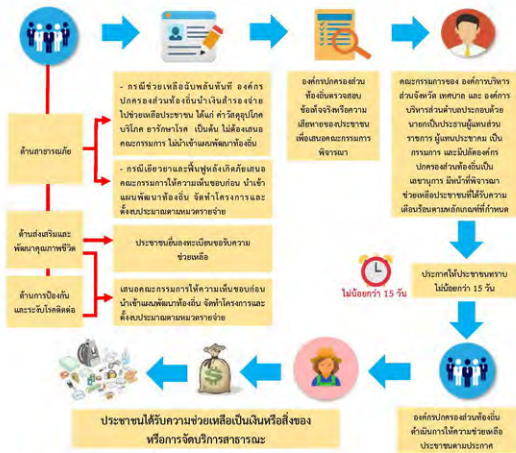 ด้านสาธารณภัย
- กรณีช่วยเหลือฉับพลันทันที องค์กร
ปกครองส่วนท้องถิ่นนำเงินสำรองจ่าย
ไปช่วยเหลือประชาชน ได้แก่ ค่าวัสดุอุปโภค
บริโภค ยารักษาโรค เป็นต้น ไม่ต้องเสนอ
คณะกรรมการ ไม่นำเข้าแผนพัฒนาท้องถิ่น
- กรณีเยียวยาและฟื้นฟูหลังเกิดภัยเสนอ
คณะกรรมการให้ความเห็นชอบก่อน นำเข้า
แผนพัฒนาท้องถิ่น จัดทำโครงการและ
ตั้งงบประมาณตามหมวดรายจ่าย
ด้านส่งเสริมและ
พัฒนาคุณภาพชีวิต
ประชาชนยื่นลงทะเบียนขอรับความ
ช่วยเหลือ
ด้านการป้องกัน
และระงับโรคติดต่อ
เสนอคณะกรรมการให้ความเห็นชอบก่อน
นำเข้าแผนพัฒนาท้องถิ่น จัดทำโครงการและ
ตั้งงบประมาณตามหมวดรายจ่าย
องค์กรปกครองส่วน
ท้องถิ่นตรวจสอบ
ข้อเท็จจริงหรือความ
เสียหายของประชาชน
เพื่อเสนอคณะกรรมการ
พิจารณา
คณะกรรมการของ องค์การบริหาร
ส่วนจังหวัด เทศบาล และ องค์การ
บริหารส่วนตำบลประกอบด้วย
นายกเป็นประธานผู้แทนส่วน
ราชการ ผู้แทนประชาคม เป็น
กรรมการ และมีปลัดองค์กร
ปกครองส่วนท้องถิ่นเป็น
เลขานุการ มีหน้าที่พิจารณา
ช่วยเหลือประชาชนที่ได้รับความ
เดือนร้อนตามหลักเกณฑ์ที่กำหนด
ไม่น้อยกว่า 15 วัน
ประกาศให้ประชาชนทราบ
ไม่น้อยกว่า 15 วัน
องค์กรปกครองส่วนท้องถิ่น
ดำเนินการให้ความช่วยเหลือ
ประชาชนตามประกาศ
ประชาชนได้รับความช่วยเหลือเป็นเงินหรือสิ่งของ
หรือการจัดบริการสาธารณะ